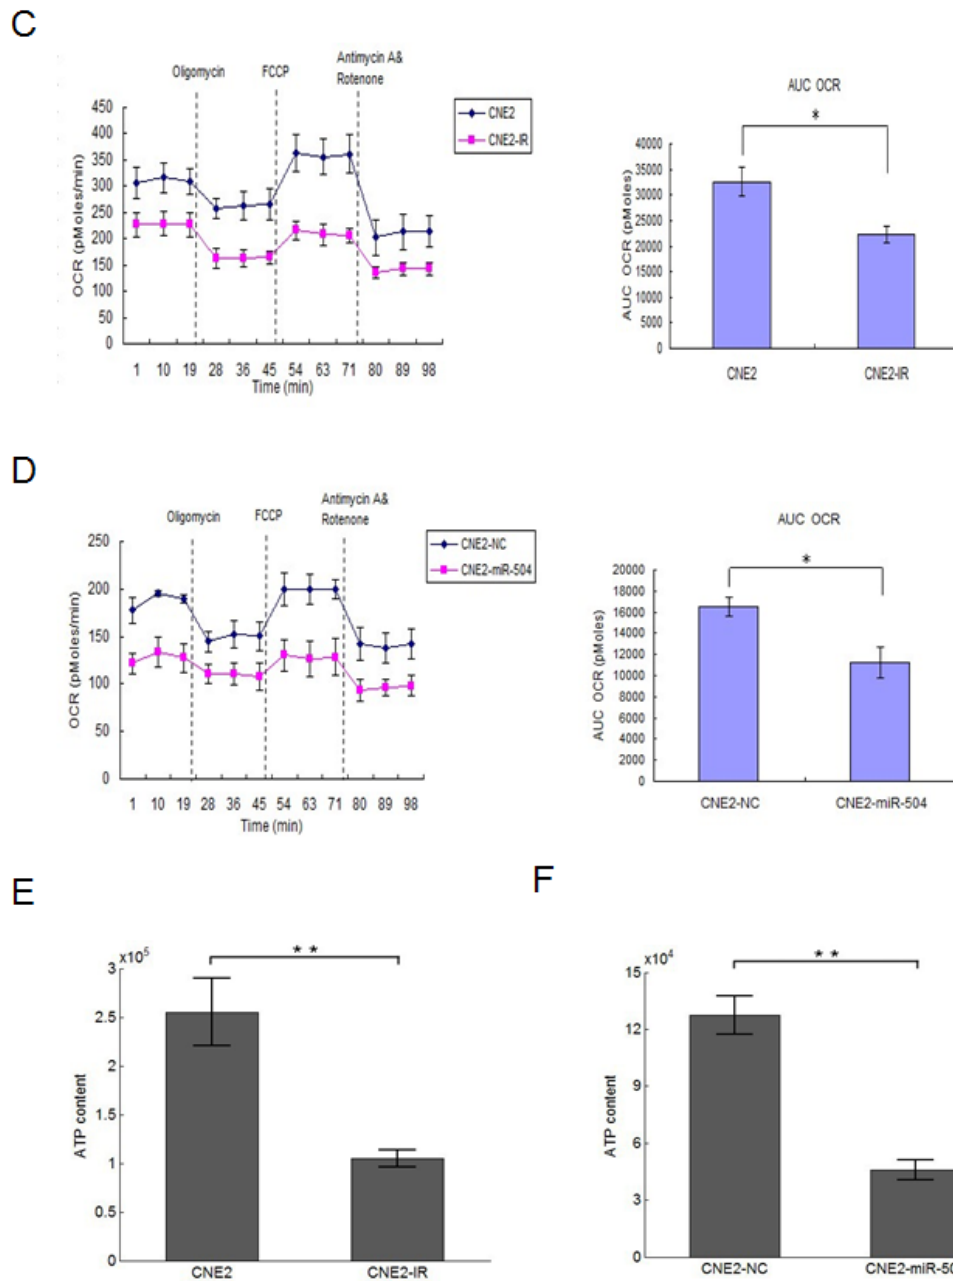 C
Oligomycin
FCCP
Antimycin A&
Rotenone
450
400
350
300
250
200
150
100
50
0
OCR (pMoles/min)
1 10 19 28 36 45 54 63 71 80 89 98
Time (min)
CNE2
CNE2-IR
AUC OCR
*
40000
35000
30000
25000
20000
15000
10000
5000
0
AUC OCR (pMoles)
CNE2 CNE2-IR
D
Oligomycin
FCCP
Antimycin A&
Rotenone
250
200
150
100
50
0
OCR (pMoles/min)
1 10 19 28 36 45 54 63 71 80 89 98
Time (min)
CNE2-NC
CNE2-miR-504
AUC OCR
*
20000
18000
16000
14000
12000
10000
8000
6000
4000
2000
0
AUC OCR (pMoles)
CNE2-NC CNE2-miR-504
E
x10⁵
**
3
2.5
2
1.5
1
0.5
0
ATP content
CNE2 CNE2-IR
F
x10⁴
**
15
12
9
6
3
0
ATP content
CNE2-NC CNE2-miR-50